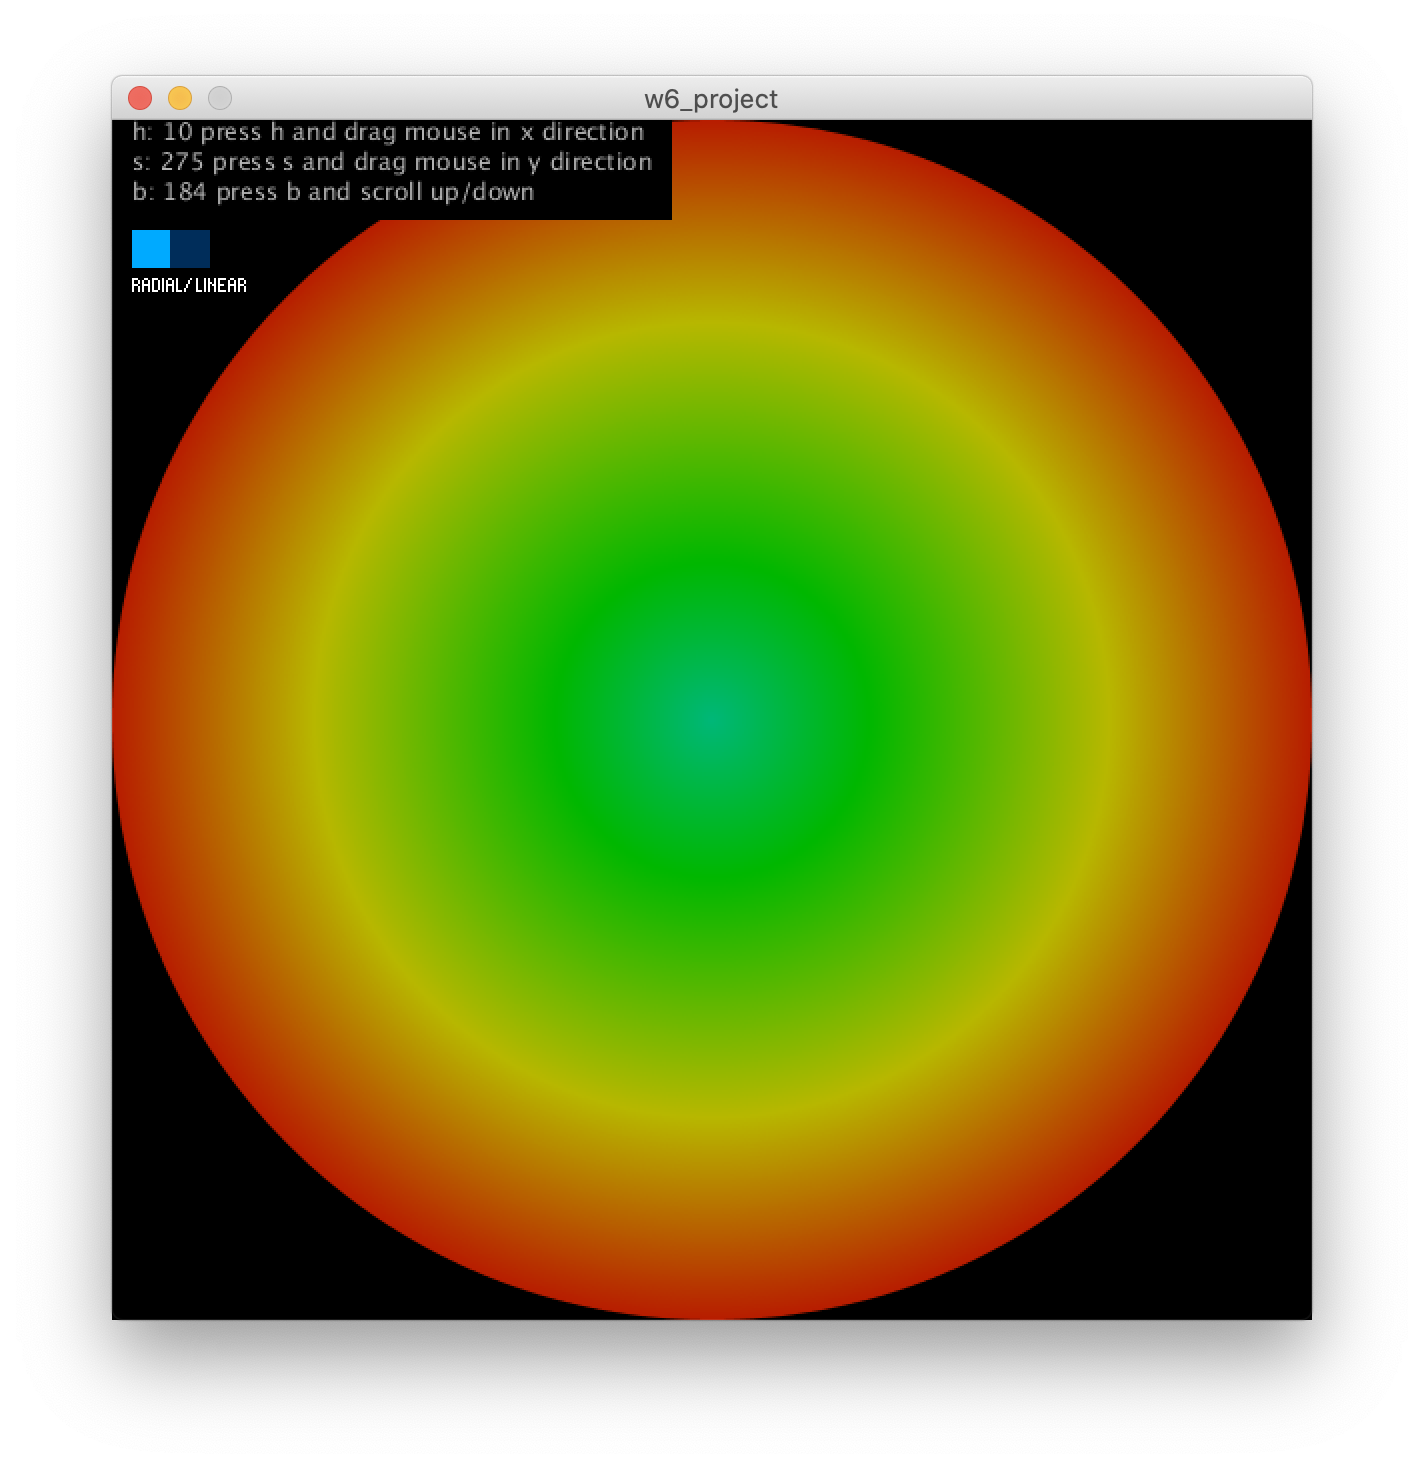 w6_project
h: 10 press h and drag mouse in x direction
s: 275 press s and drag mouse in y direction
b: 184 press b and scroll up/down
RADIAL/LINEAR